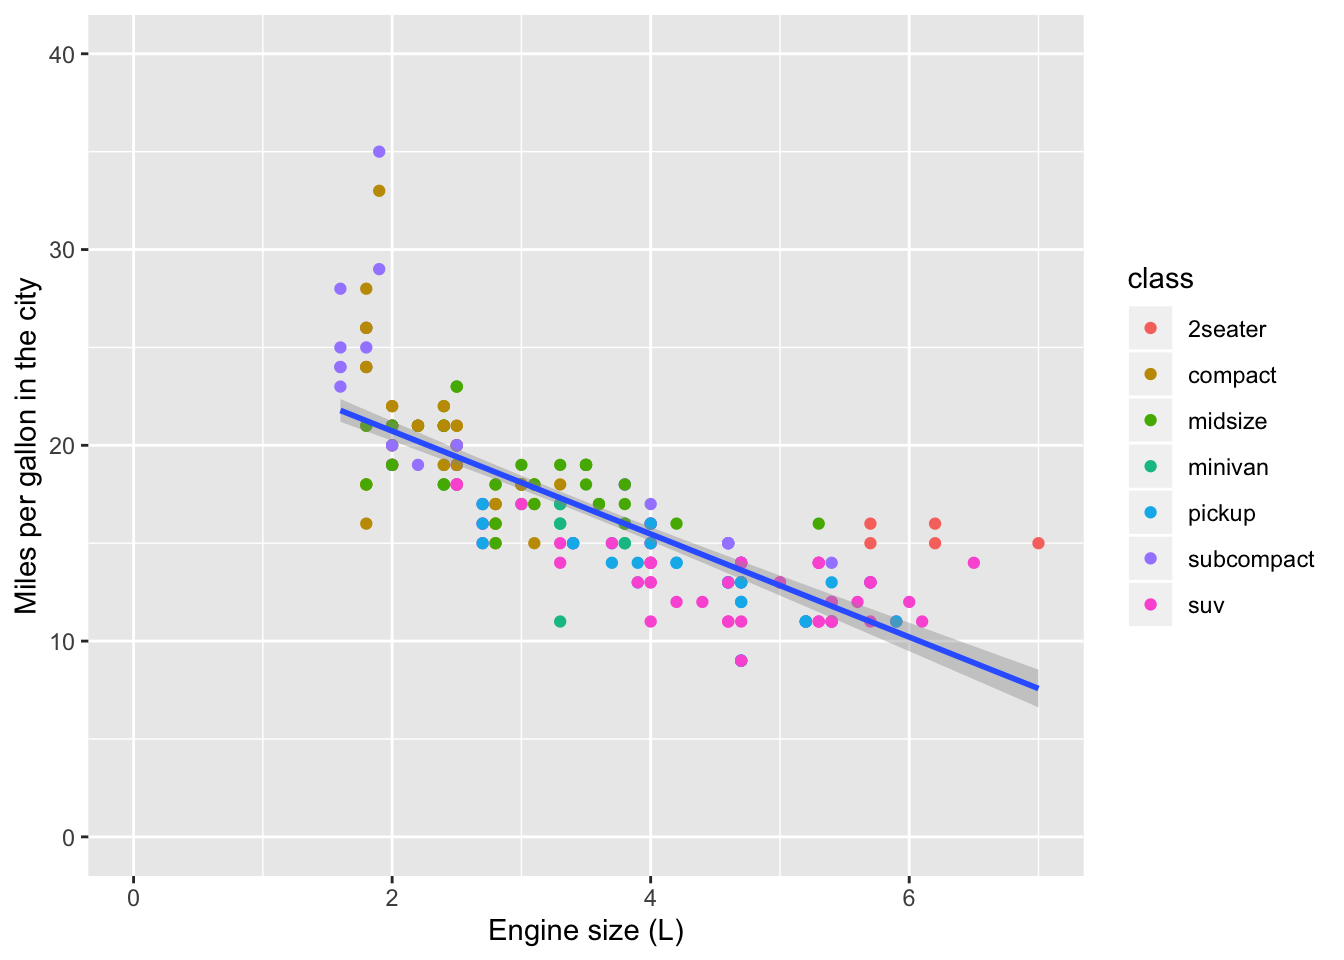 40
30
20
10
0
0 2 4 6
Engine size (L)
Miles per gallon in the city
class
2seater
compact
midsize
minivan
pickup
subcompact
suv